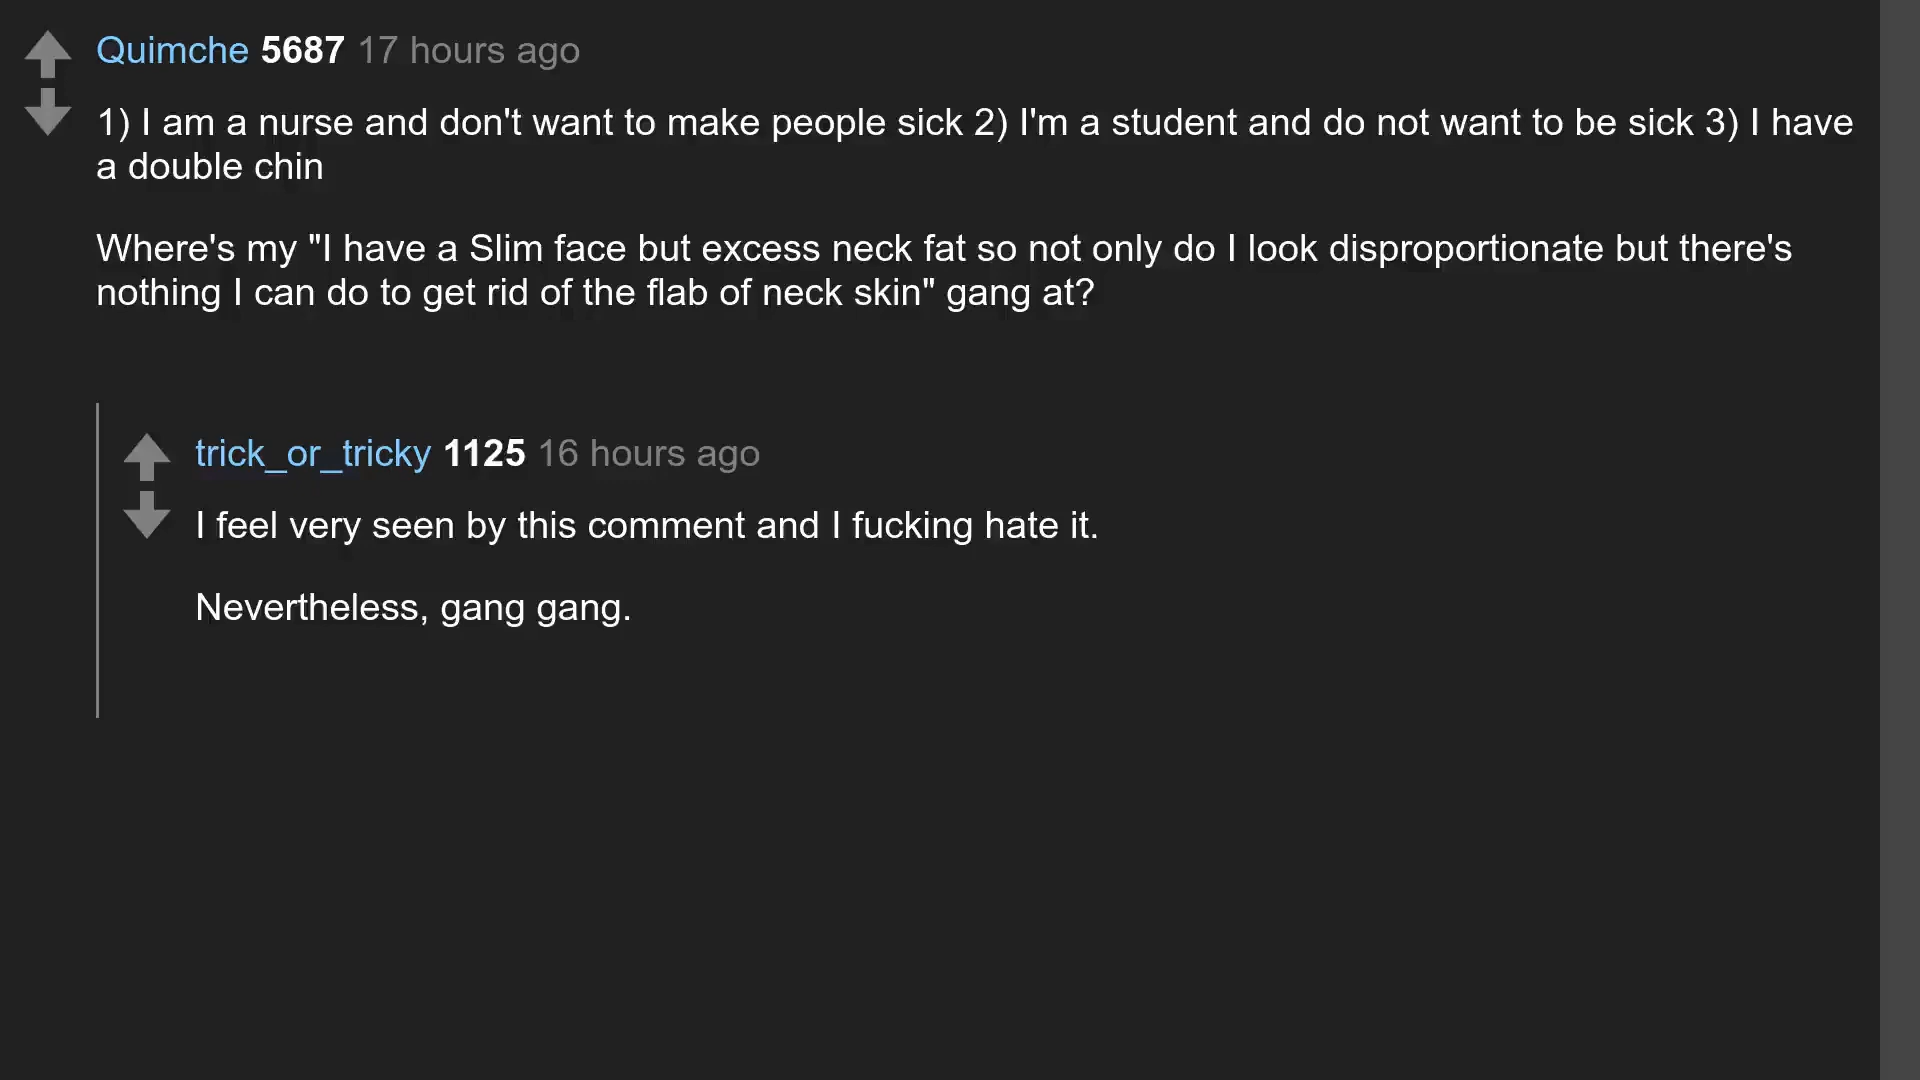 Quimche 5687 17 hours ago
1) I am a nurse and don't want to make people sick 2) I'm a student and do not want to be sick 3) I have
a double chin
Where's my "I have a Slim face but excess neck fat so not only do I look disproportionate but there's
nothing I can do to get rid of the flab of neck skin" gang at?
trick_or_tricky 1125 16 hours ago
I feel very seen by this comment and I fucking hate it.
Nevertheless, gang gang.